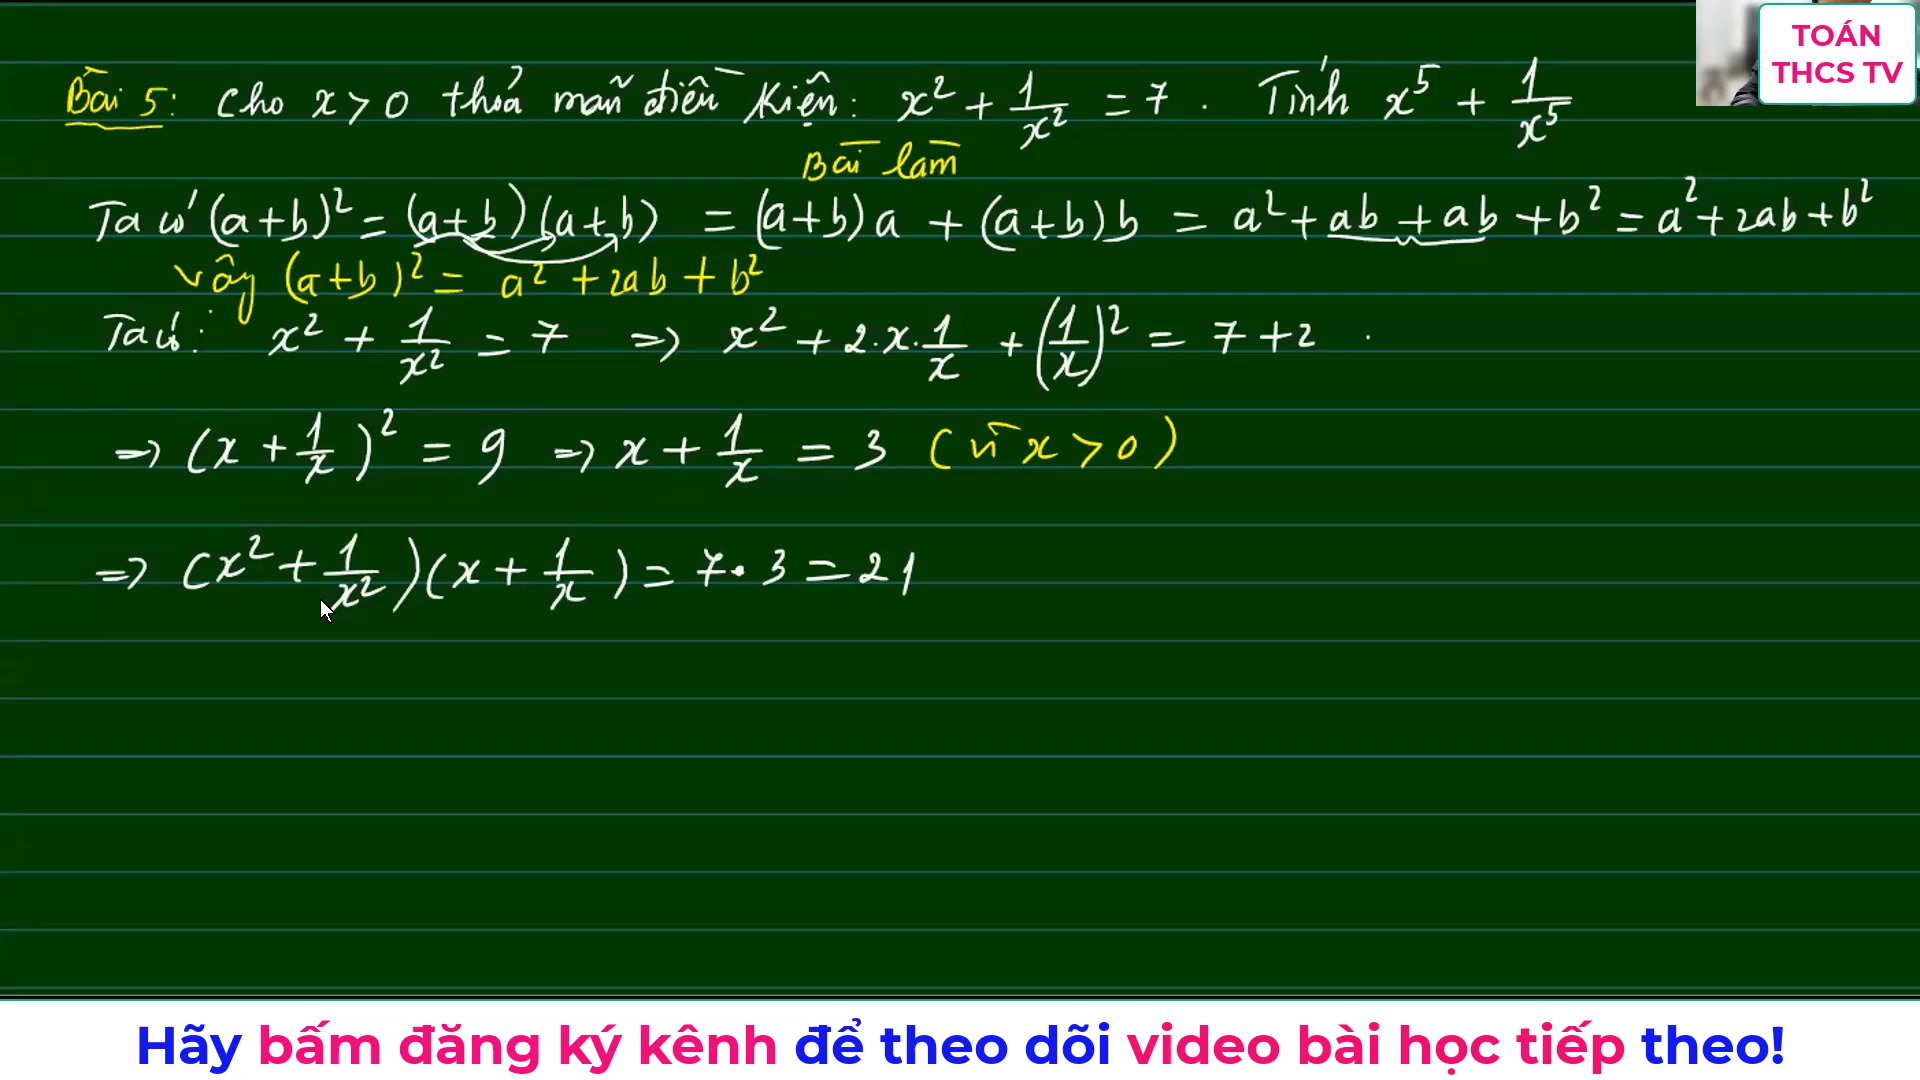 TOÁN
THCS TV
Bài 5: Cho x > 0 thoả mãn điều kiện: x² + 1/x² = 7 . Tính x⁵ + 1/x⁵
Bài làm
Ta có (a+b)² = (a+b)(a+b) = (a+b)a + (a+b)b = a² + ab + ab + b² = a² + 2ab + b²
Vậy (a+b)² = a² + 2ab + b²
Ta có: x² + 1/x² = 7 => x² + 2.x.1/x + (1/x)² = 7 + 2 .
=> (x + 1/x)² = 9 => x + 1/x = 3 (vì x > 0)
=> (x² + 1/x²)(x + 1/x) = 7 . 3 = 21
Hãy bấm đăng ký kênh để theo dõi video bài học tiếp theo!